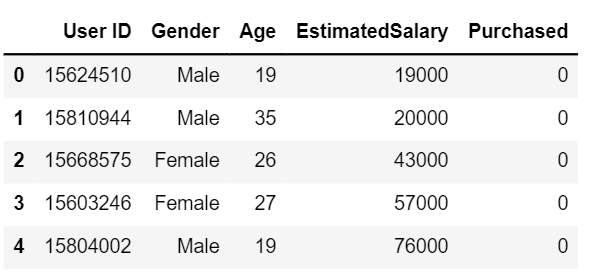 User ID Gender Age EstimatedSalary Purchased
0 15624510 Male 19 19000 0
1 15810944 Male 35 20000 0
2 15668575 Female 26 43000 0
3 15603246 Female 27 57000 0
4 15804002 Male 19 76000 0